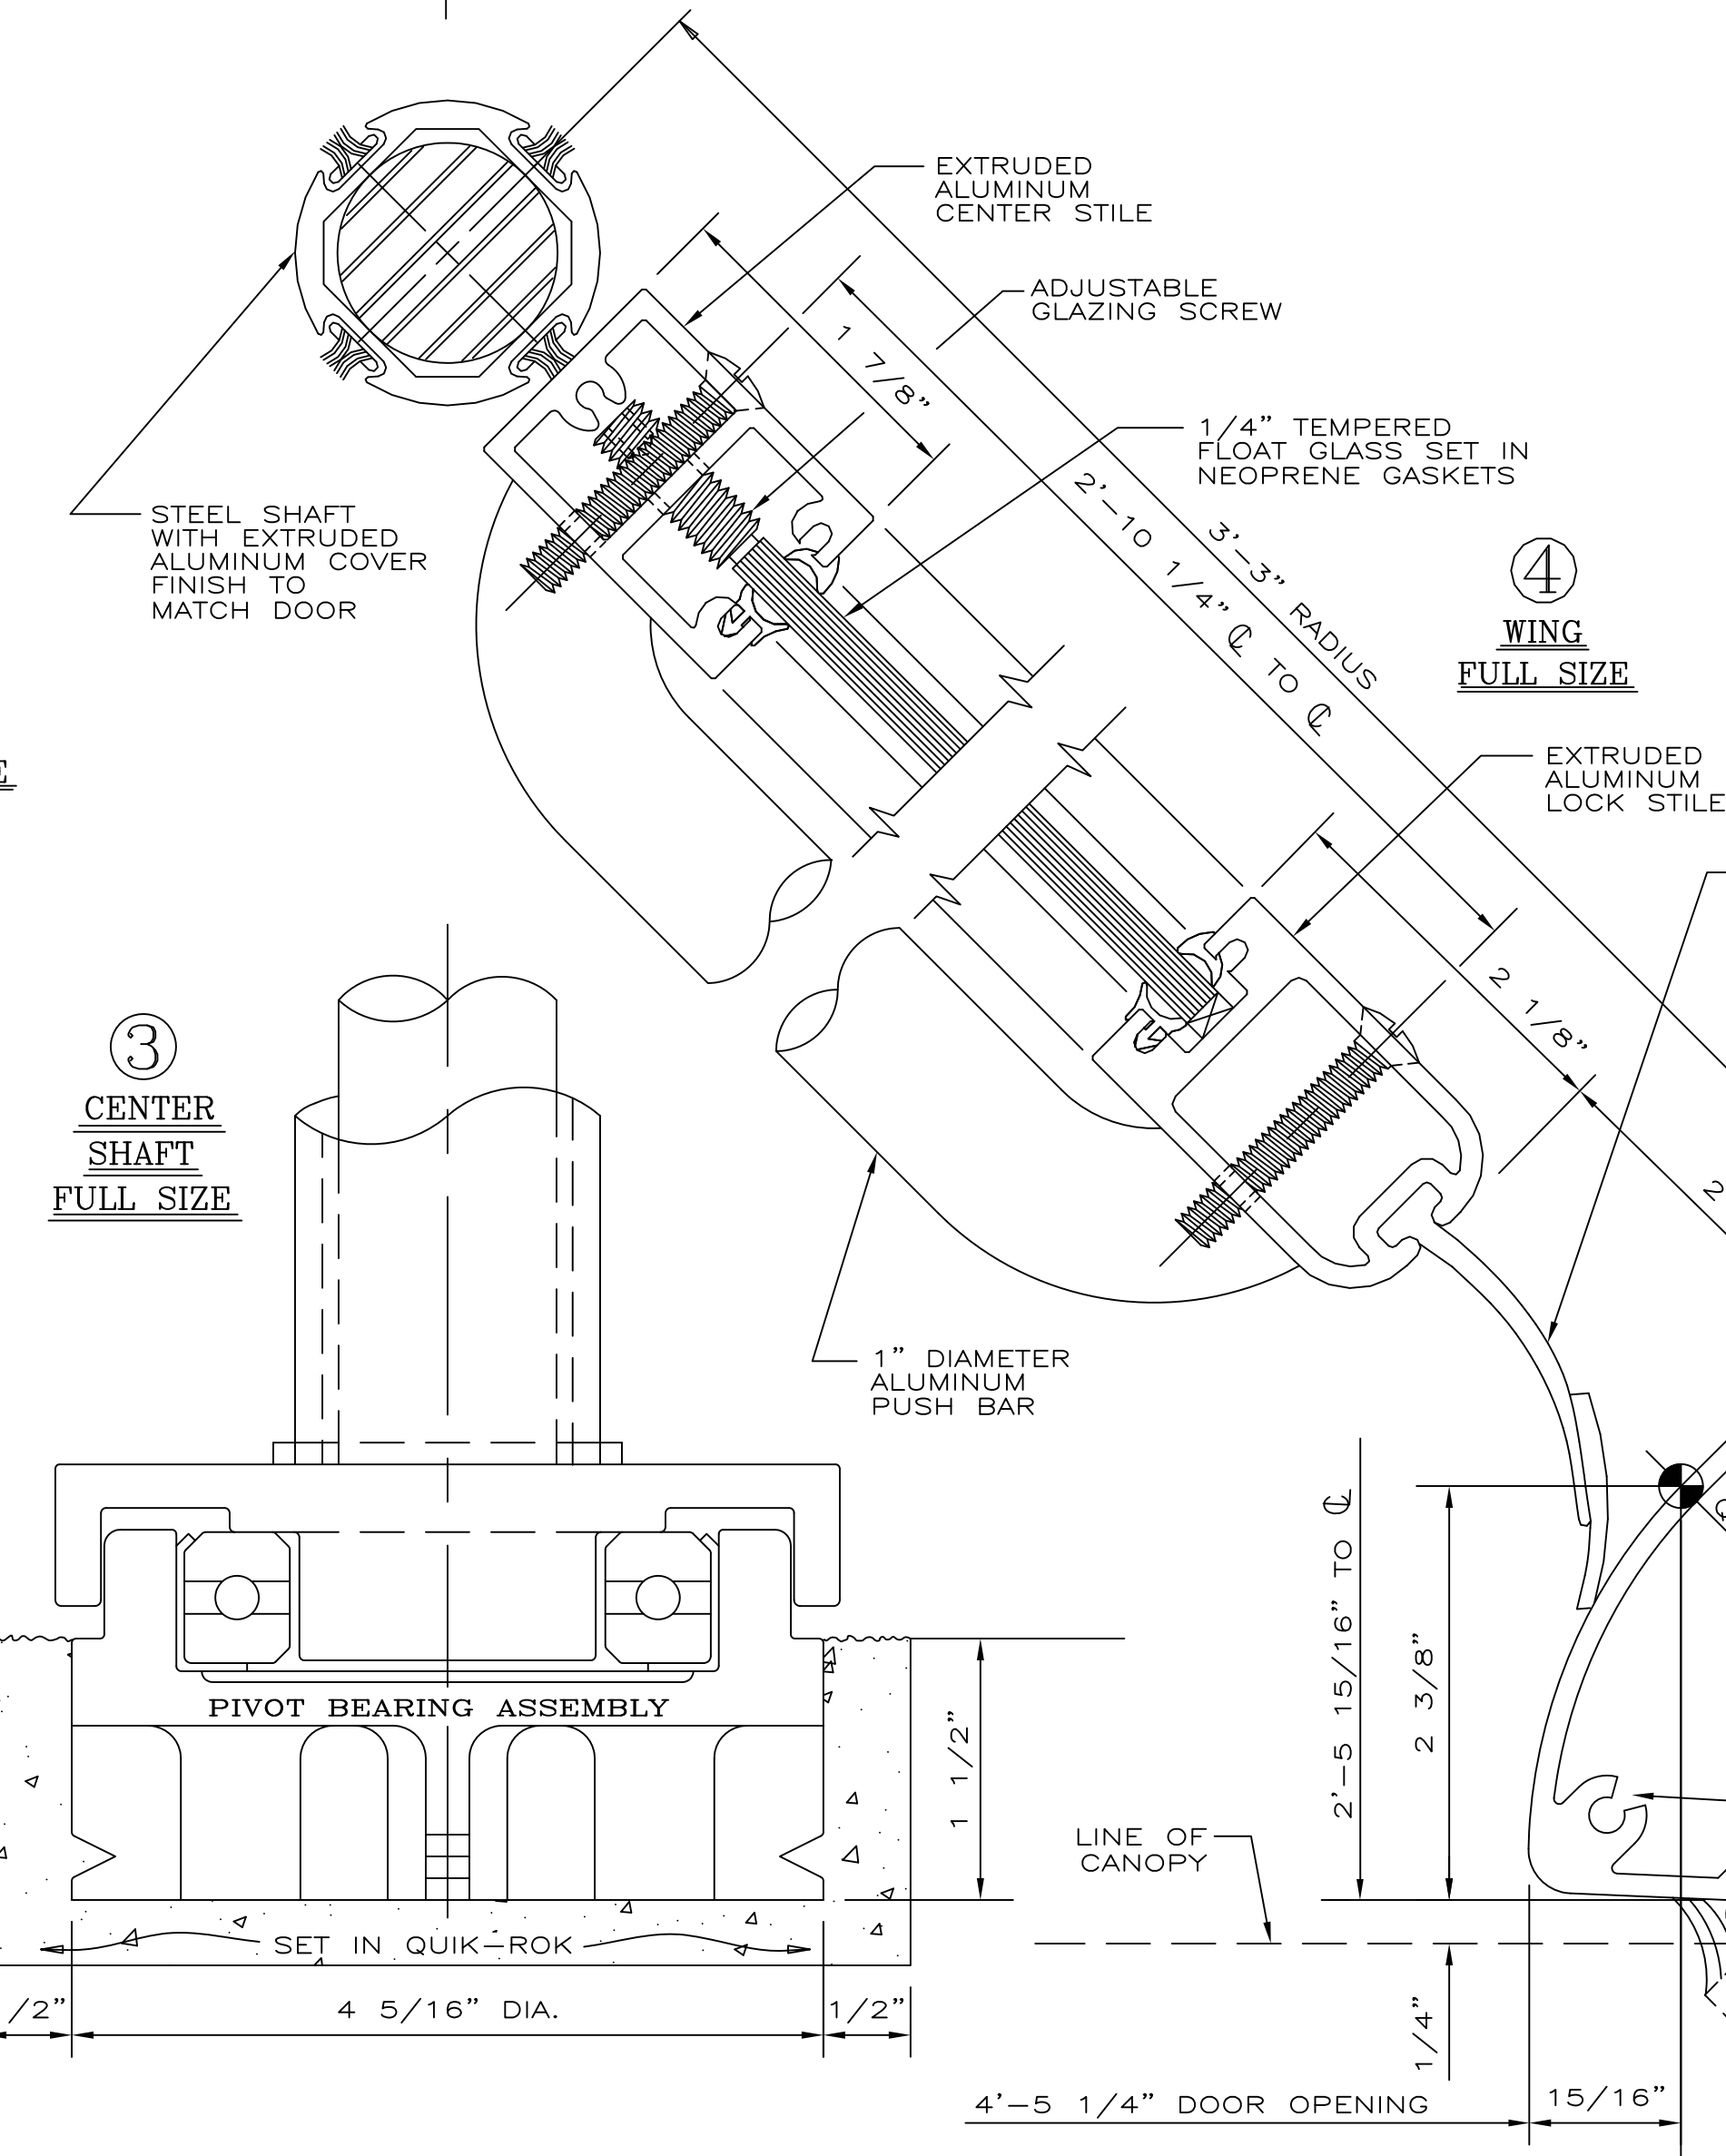 EXTRUDED
ALUMINUM
CENTER STILE
ADJUSTABLE
GLAZING SCREW
1 7/8”
1/4” TEMPERED
FLOAT GLASS SET IN
NEOPRENE GASKETS
2’-10 1/4” ℄ TO ℄
3’-3” RADIUS
STEEL SHAFT
WITH EXTRUDED
ALUMINUM COVER
FINISH TO
MATCH DOOR
4
WING
FULL SIZE
EXTRUDED
ALUMINUM
LOCK STILE
E
2 1/8”
2
3
CENTER
SHAFT
FULL SIZE
1” DIAMETER
ALUMINUM
PUSH BAR
PIVOT BEARING ASSEMBLY
SET IN QUIK-ROK
1 1/2”
/2”
4 5/16” DIA.
1/2”
LINE OF
CANOPY
2’-5 15/16” TO ℄
2 3/8”
1/4”
4’-5 1/4” DOOR OPENING
15/16”